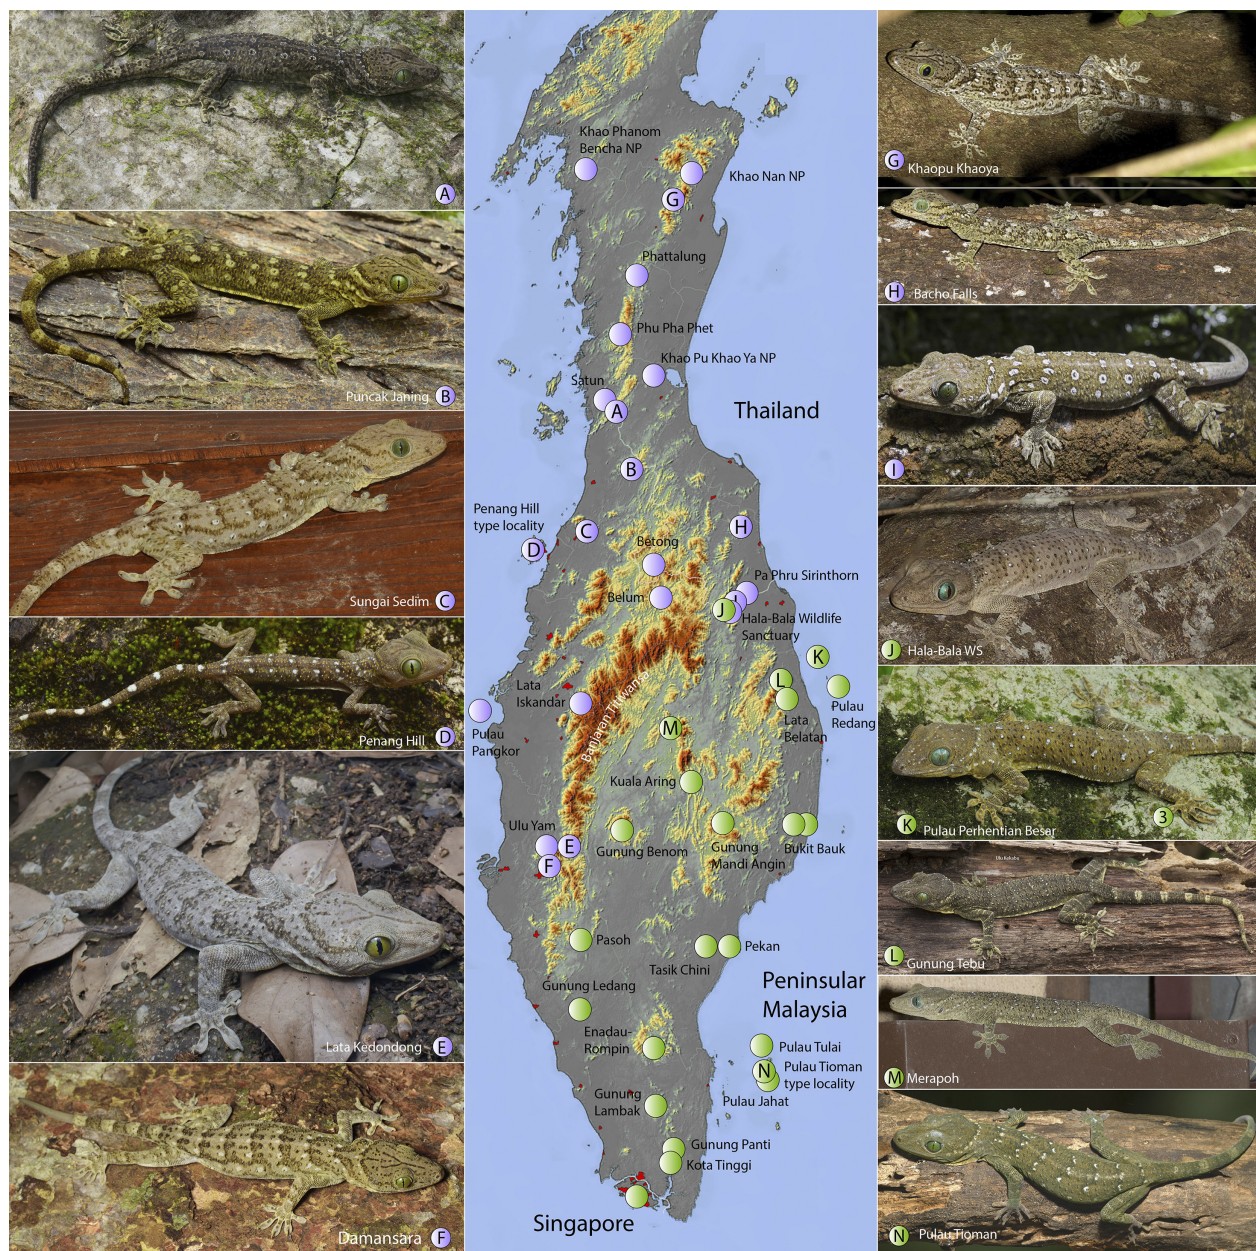 A
Puncak Janing B
Sungai Sedim C
Penang Hill D
Lata Kedondong E
Damansara F
Khao Phanom
Bencha NP
Khao Nan NP
G
Phattalung
Phu Pha Phet
Khao Pu Khao Ya NP
Satun
A
Thailand
B
Penang Hill
type locality
C
D
H
Betong
Pa Phru Sirinthorn
Belum
J
Hala-Bala Wildlife
Sanctuary
K
L
Lata
Iskandar
Pulau
Redang
Lata
Belatan
Banjaran Titiwangsa
M
Pulau
Pangkor
Kuala Aring
Ulu Yam
E
F
Gunung Benom
Gunung
Mandi Angin
Bukit Bauk
Pasoh
Tasik Chini
Pekan
Gunung Ledang
Peninsular
Malaysia
Enadau-
Rompin
Pulau Tulai
N
Pulau Tioman
type locality
Pulau Jahat
Gunung
Lambak
Gunung Panti
Kota Tinggi
Singapore
G Khaopu Khaoya
H Bacho Falls
I
J Hala-Bala WS
3
K Pulau Perhentian Besar
L Gunung Tebu
M Merapoh
N Pulau Tioman